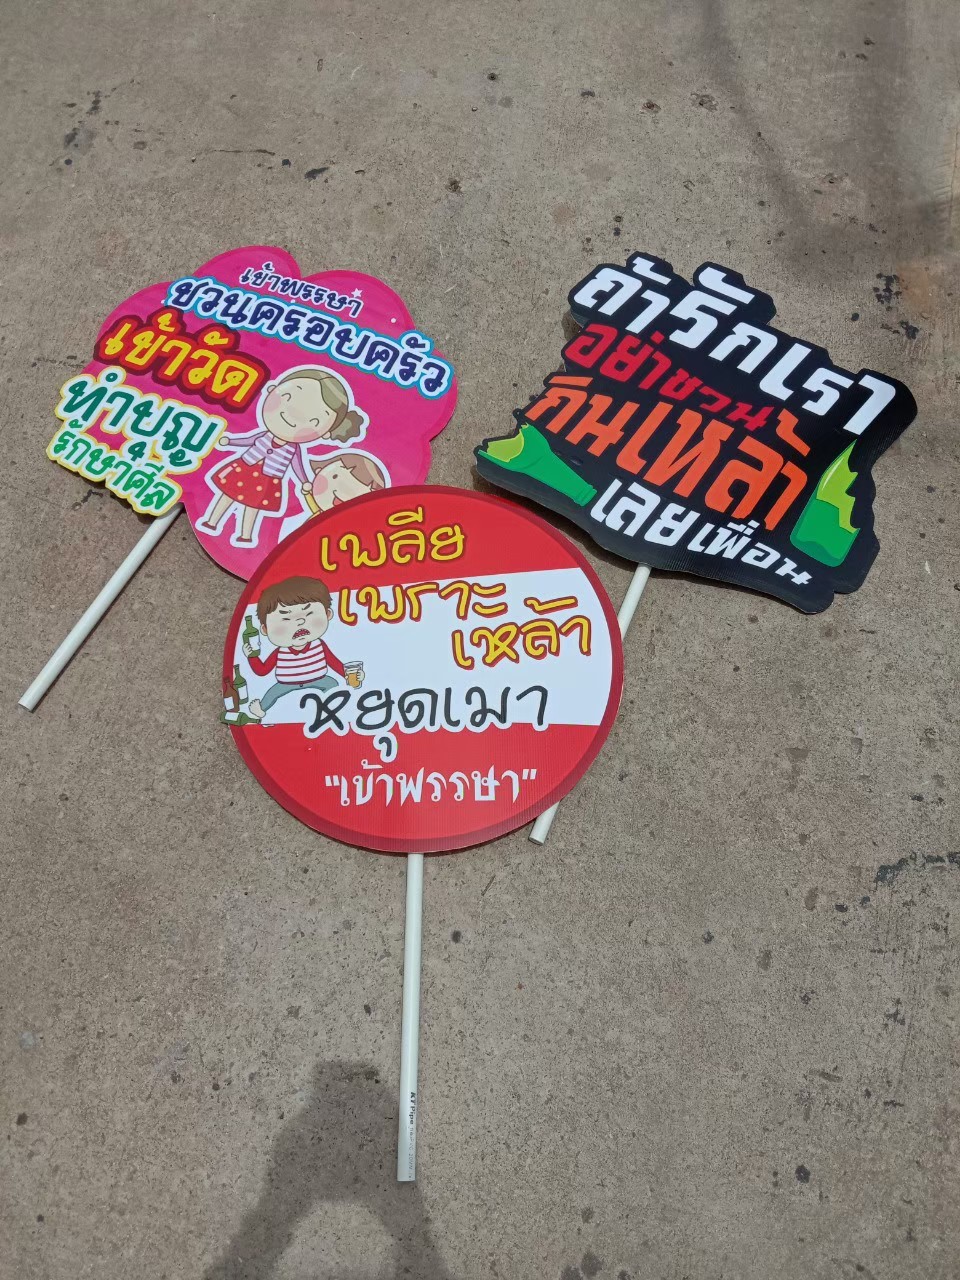 เข้าพรรษา
ชวนครอบครัว
เข้าวัด
ทำบุญ
รักษาศีล
ถ้ารักเรา
อย่าชวน
กินเหล้า
เลยเพื่อน
เพลีย
เพราะ
เหล้า
หยุดเมา
"เข้าพรรษา"
KT Pipe